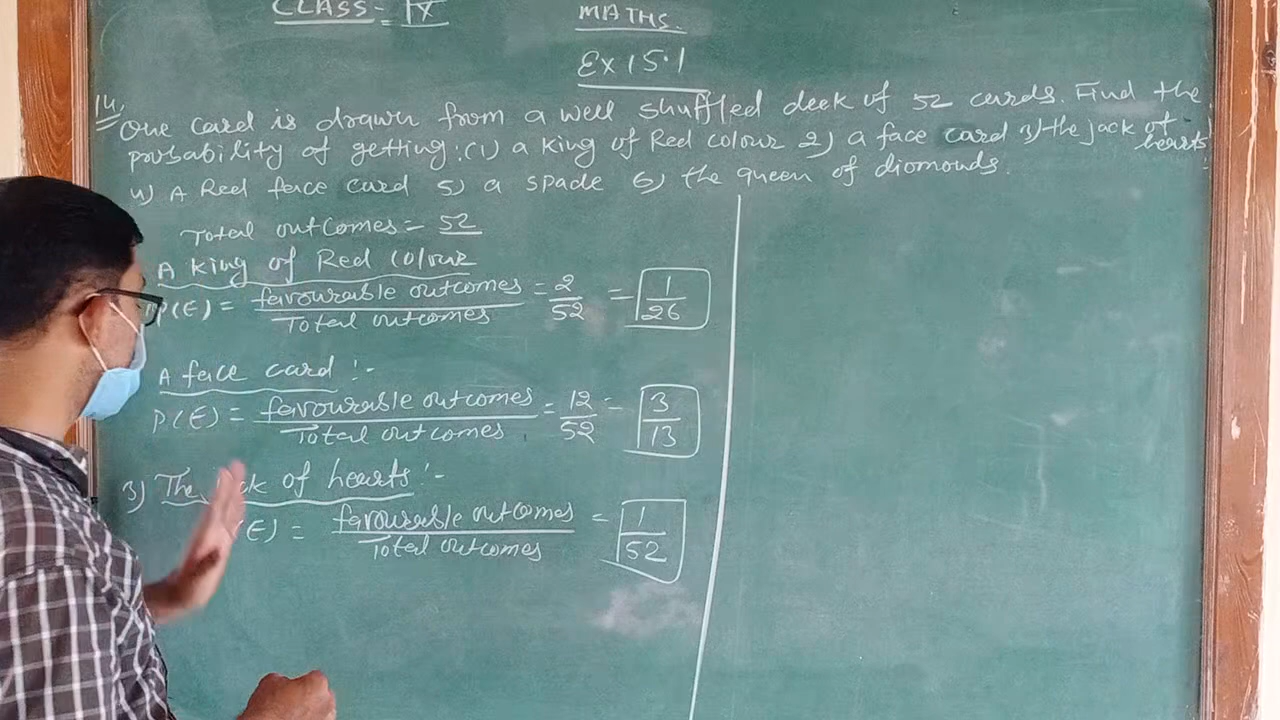 CLASS - IX
MATHS.
Ex 15.1
14. One card is drawn from a well shuffled deck of 52 cards. Find the
probability of getting: (1) a king of Red colour 2) a face card 3) the jack of hearts
4) A Red face card 5) a spade 6) the queen of diomonds.
Total outcomes = 52
A king of Red colour
P(E) = favourable outcomes / Total outcomes = 2/52 = 1/26
A face card :-
P(E) = favourable outcomes / Total outcomes = 12/52 = 3/13
3) The of hearts :-
(E) = favourable outcomes / Total outcomes = 1/52